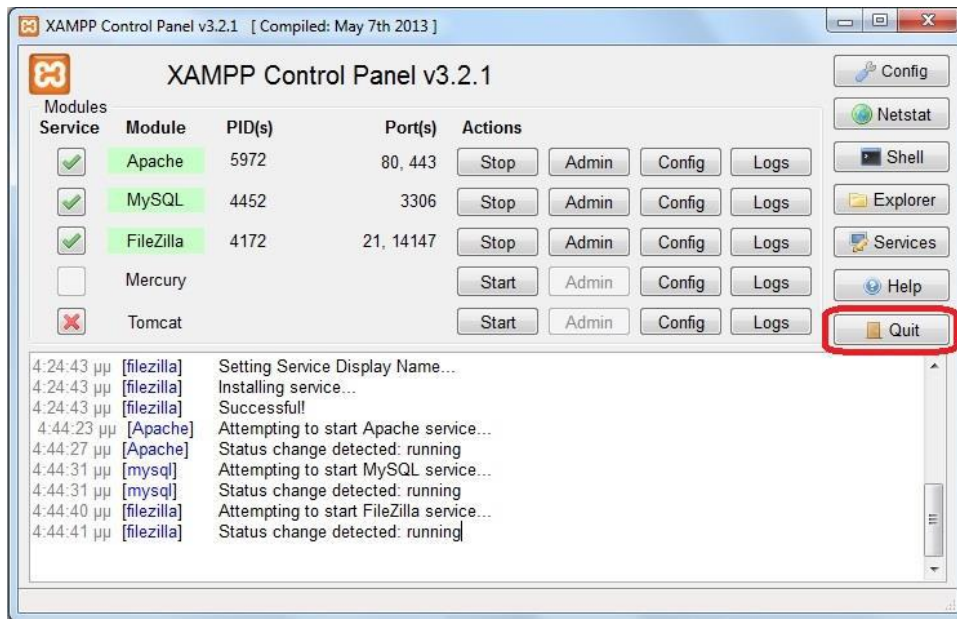 XAMPP Control Panel v3.2.1 [ Compiled: May 7th 2013 ]
XAMPP Control Panel v3.2.1
Config
Modules
Service Module PID(s) Port(s) Actions
Netstat
Apache 5972 80, 443 Stop Admin Config Logs
Shell
MySQL 4452 3306 Stop Admin Config Logs
Explorer
FileZilla 4172 21, 14147 Stop Admin Config Logs
Services
Mercury Start Admin Config Logs
Help
Tomcat Start Admin Config Logs
Quit
4:24:43 μμ [filezilla] Setting Service Display Name...
4:24:43 μμ [filezilla] Installing service...
4:24:43 μμ [filezilla] Successful!
4:44:23 μμ [Apache] Attempting to start Apache service...
4:44:27 μμ [Apache] Status change detected: running
4:44:31 μμ [mysql] Attempting to start MySQL service...
4:44:31 μμ [mysql] Status change detected: running
4:44:40 μμ [filezilla] Attempting to start FileZilla service...
4:44:41 μμ [filezilla] Status change detected: running